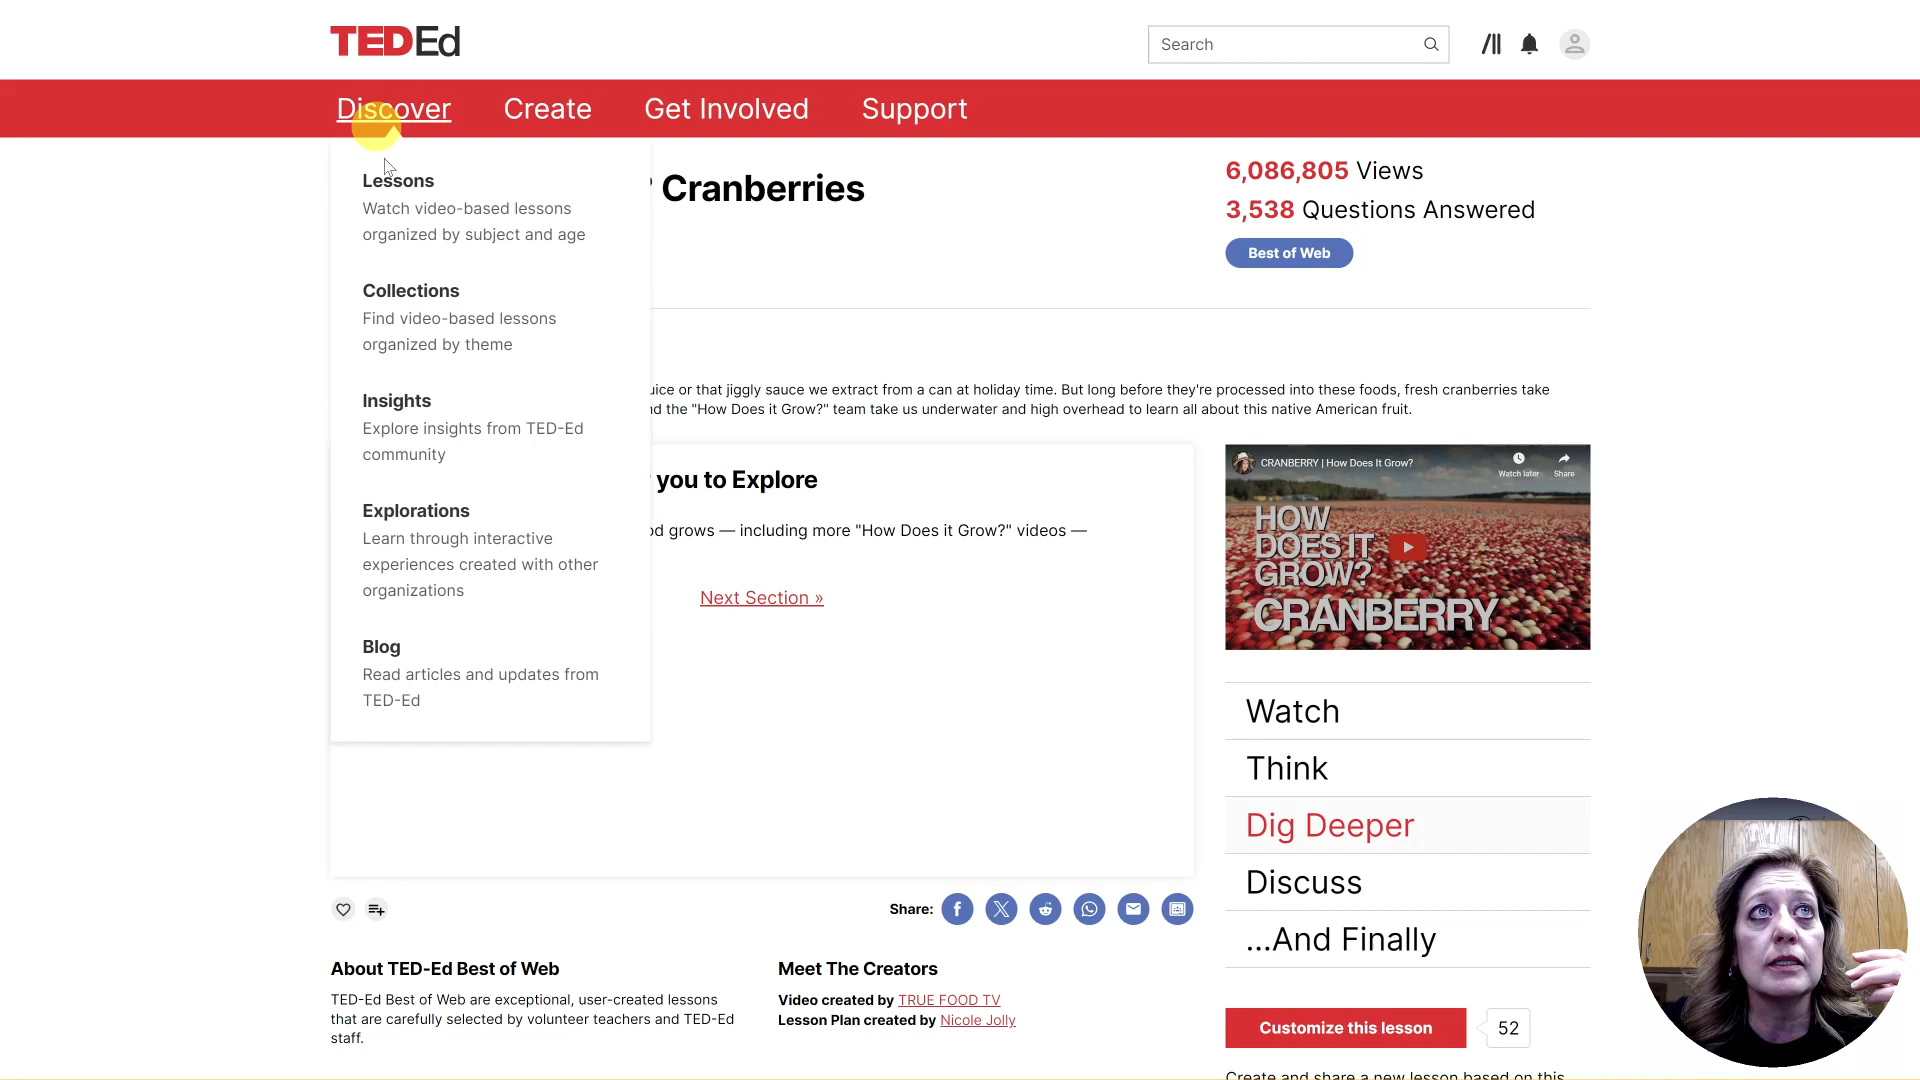 TEDEd
Search
Discover
Create
Get Involved
Support
Lessons
Watch video-based lessons
organized by subject and age
Collections
Find video-based lessons
organized by theme
Insights
Explore insights from TED-Ed
community
Explorations
Learn through interactive
experiences created with other
organizations
Blog
Read articles and updates from
TED-Ed
? Cranberries
6,086,805 Views
3,538 Questions Answered
Best of Web
uice or that jiggly sauce we extract from a can at holiday time. But long before they're processed into these foods, fresh cranberries take
nd the "How Does it Grow?" team take us underwater and high overhead to learn all about this native American fruit.
you to Explore
od grows — including more "How Does it Grow?" videos —
Next Section »
CRANBERRY | How Does It Grow?
Watch later
Share
HOW
DOES IT
GROW?
CRANBERRY
Watch
Think
Dig Deeper
Discuss
...And Finally
Share:
About TED-Ed Best of Web
TED-Ed Best of Web are exceptional, user-created lessons
that are carefully selected by volunteer teachers and TED-Ed
staff.
Meet The Creators
Video created by TRUE FOOD TV
Lesson Plan created by Nicole Jolly
Customize this lesson
52
Create and share a new lesson based on this